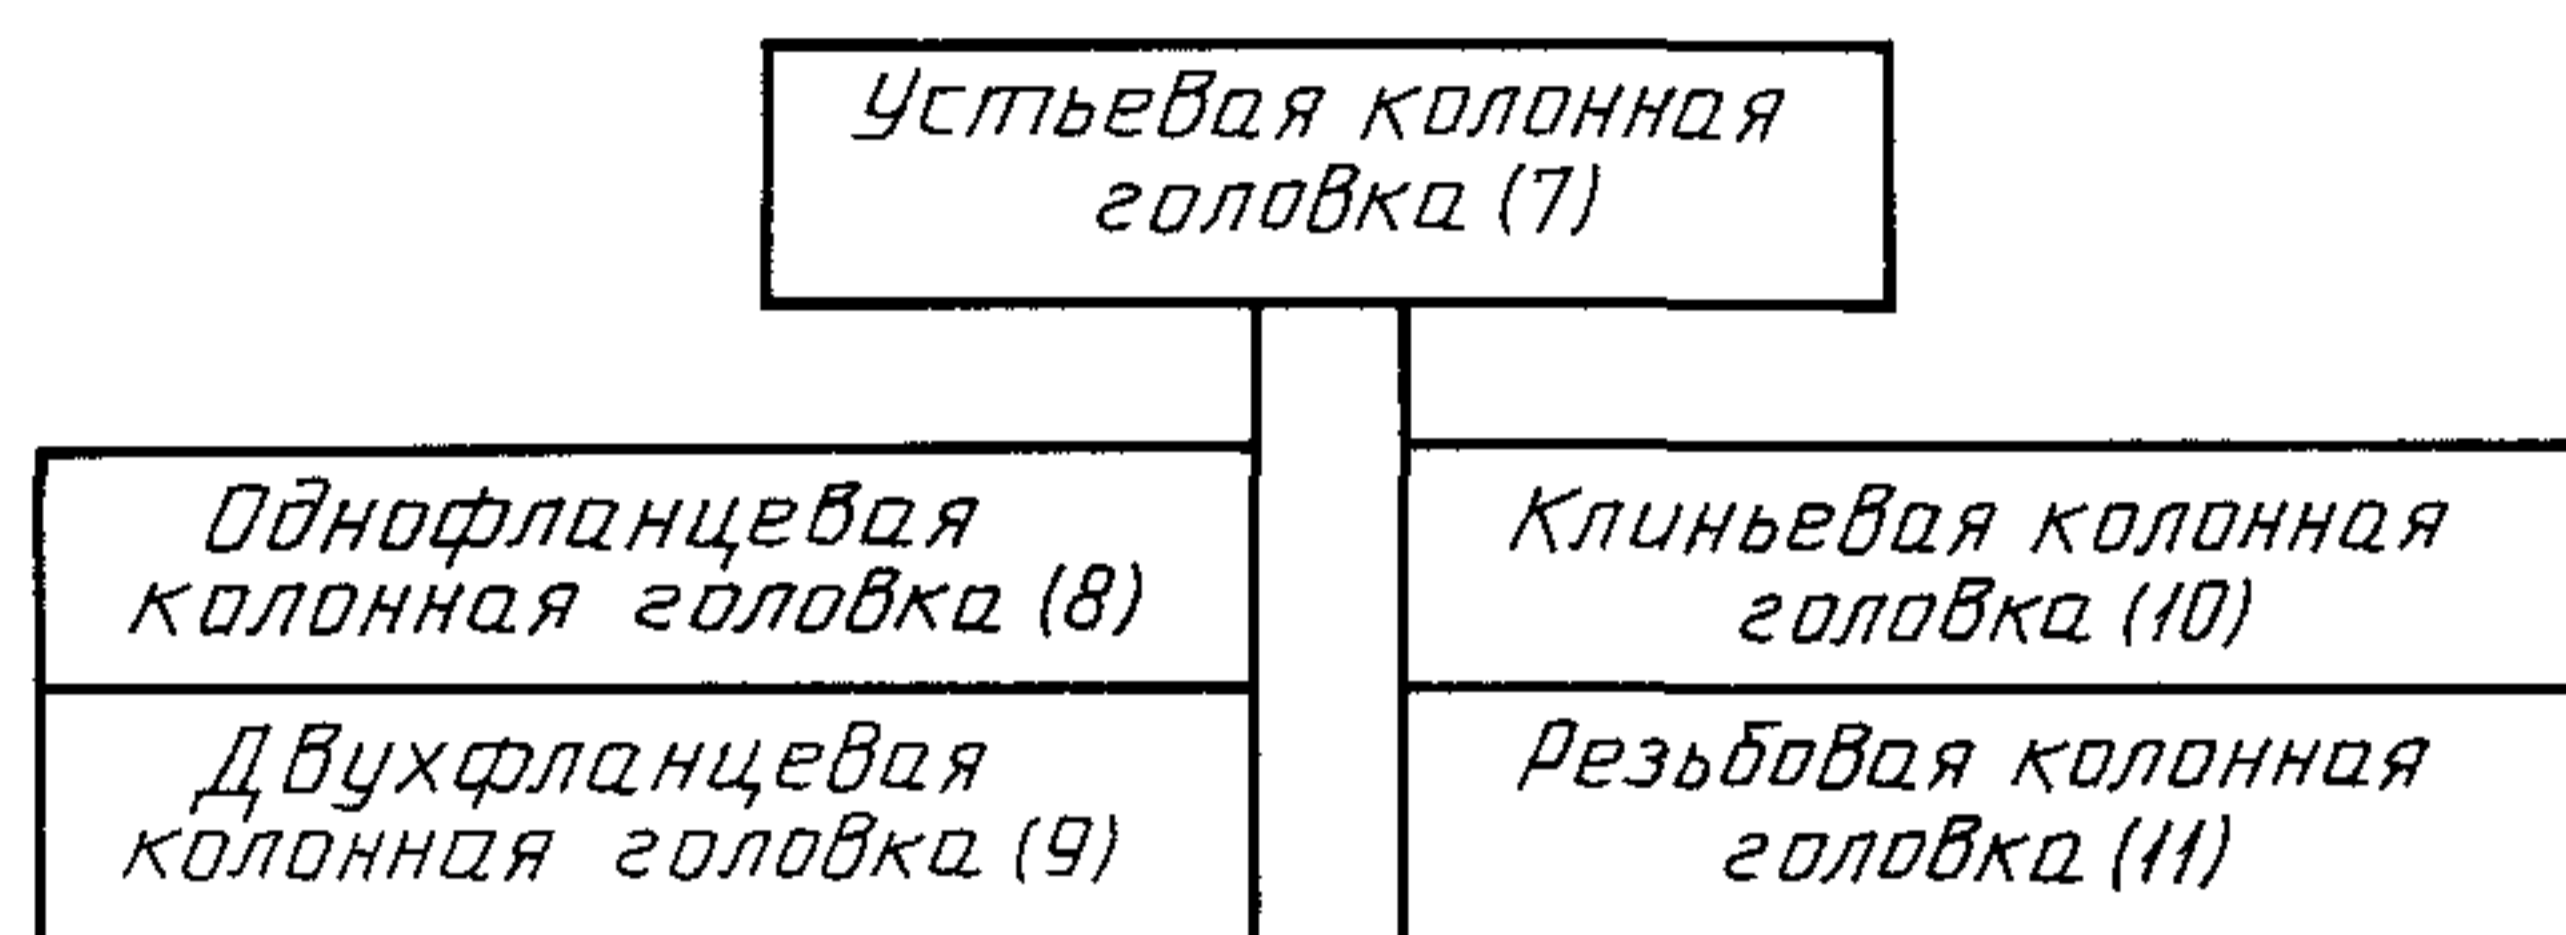 Устьевая колонная
головка (7)
Однофланцевая
колонная головка (8)
Клиньевая колонная
головка (10)
Двухфланцевая
колонная головка (9)
Резьбовая колонная
головка (11)